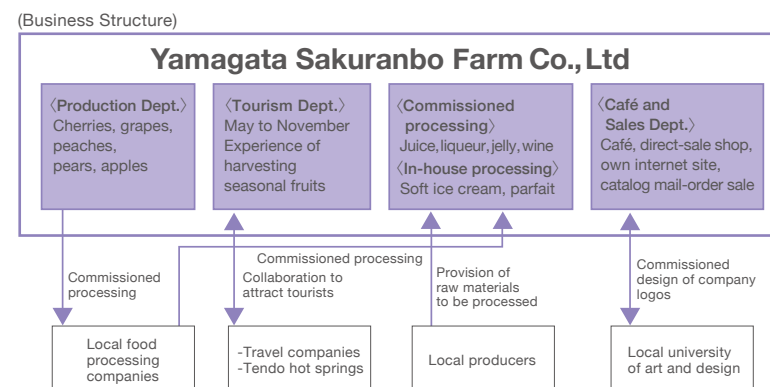 (Business Structure)
Yamagata Sakuranbo Farm Co., Ltd
〈Production Dept.〉
Cherries, grapes,
peaches,
pears, apples
〈Tourism Dept.〉
May to November
Experience of
harvesting
seasonal fruits
〈Commissioned
processing〉
Juice, liqueur, jelly, wine
〈In-house processing〉
Soft ice cream, parfait
〈Café and
Sales Dept.〉
Café, direct-sale shop,
own internet site,
catalog mail-order sale
Commissioned
processing
Commissioned processing
Collaboration to
attract tourists
Provision of
raw materials
to be processed
Commissioned
design of company
logos
Local food
processing
companies
-Travel companies
-Tendo hot springs
Local producers
Local university
of art and design